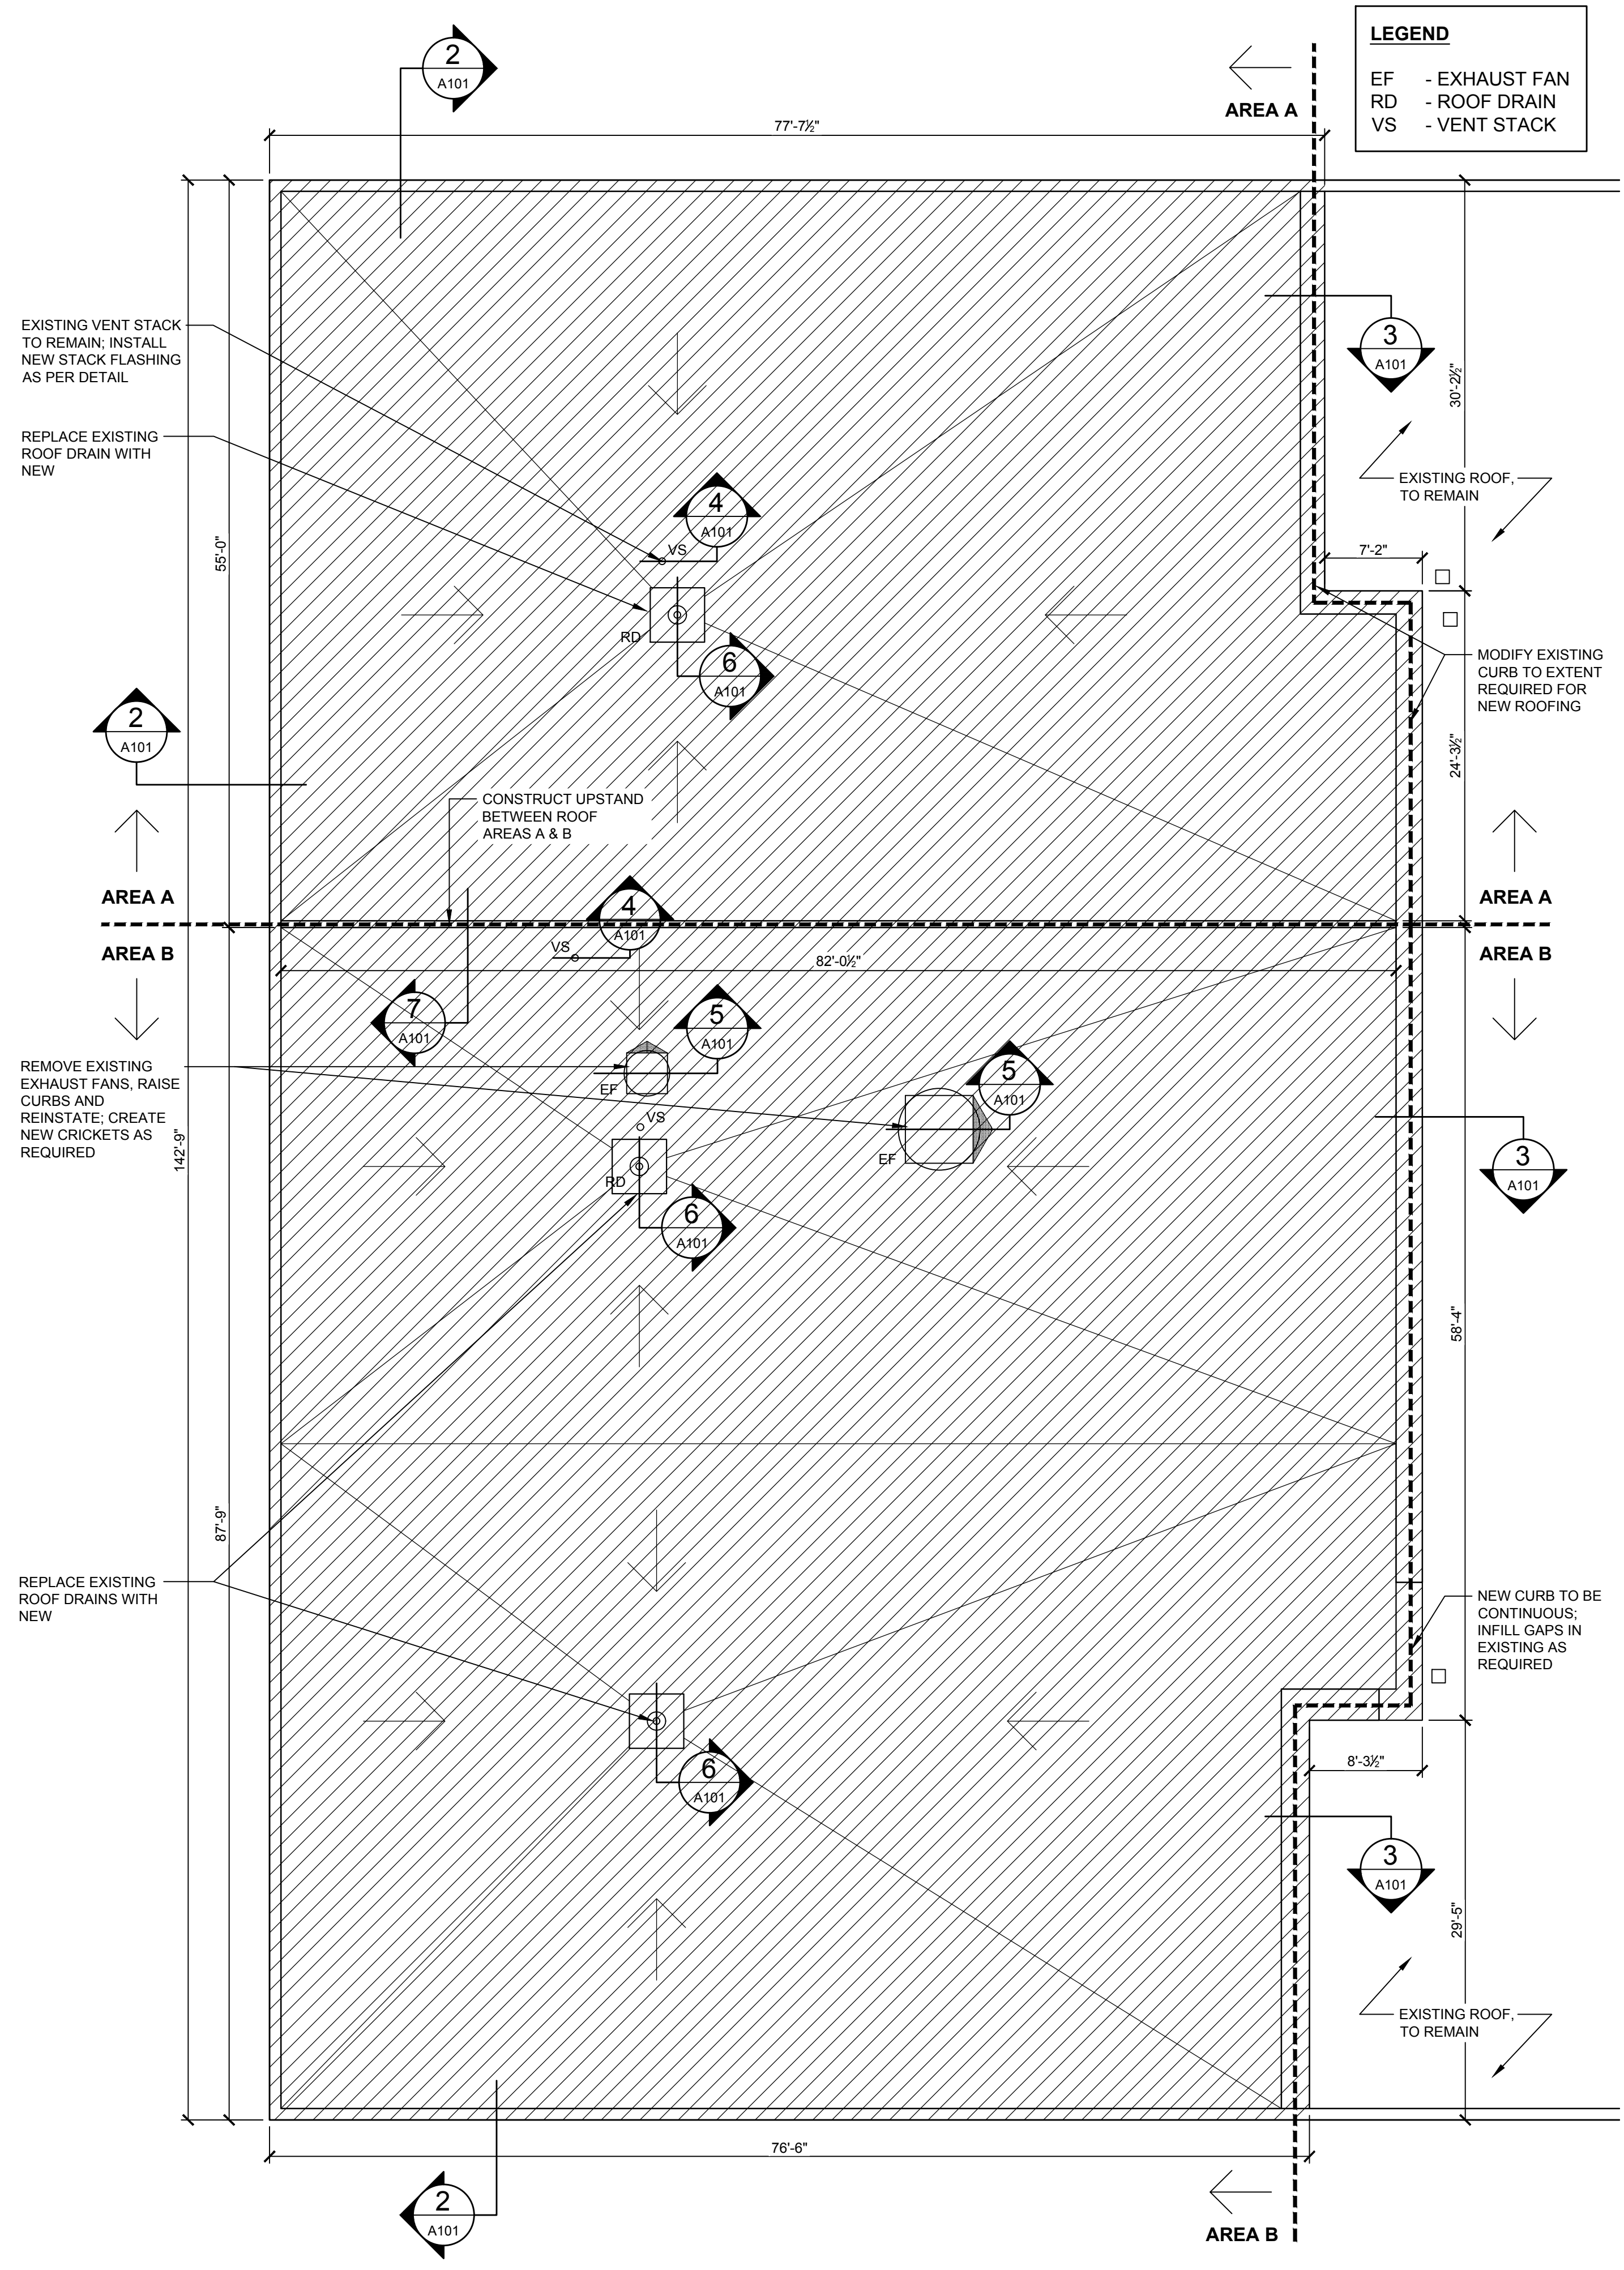 LEGEND
EF - EXHAUST FAN
RD - ROOF DRAIN
VS - VENT STACK
2
A101
AREA A
77'-7½"
EXISTING VENT STACK
TO REMAIN; INSTALL
NEW STACK FLASHING
AS PER DETAIL
3
A101
30'-2½"
REPLACE EXISTING
ROOF DRAIN WITH
NEW
EXISTING ROOF,
TO REMAIN
4
A101
VS
55'-0"
7'-2"
RD
6
A101
MODIFY EXISTING
CURB TO EXTENT
REQUIRED FOR
NEW ROOFING
2
A101
24'-3½"
CONSTRUCT UPSTAND
BETWEEN ROOF
AREAS A & B
AREA A
AREA A
4
A101
VS
AREA B
AREA B
82'-0½"
7
A101
5
A101
REMOVE EXISTING
EXHAUST FANS, RAISE
CURBS AND
REINSTATE; CREATE
NEW CRICKETS AS
REQUIRED
EF
5
A101
VS
EF
142'-9"
3
A101
RD
6
A101
58'-4"
87'-9"
REPLACE EXISTING
ROOF DRAINS WITH
NEW
NEW CURB TO BE
CONTINUOUS;
INFILL GAPS IN
EXISTING AS
REQUIRED
6
A101
8'-3½"
3
A101
29'-5"
EXISTING ROOF,
TO REMAIN
76'-6"
2
A101
AREA B